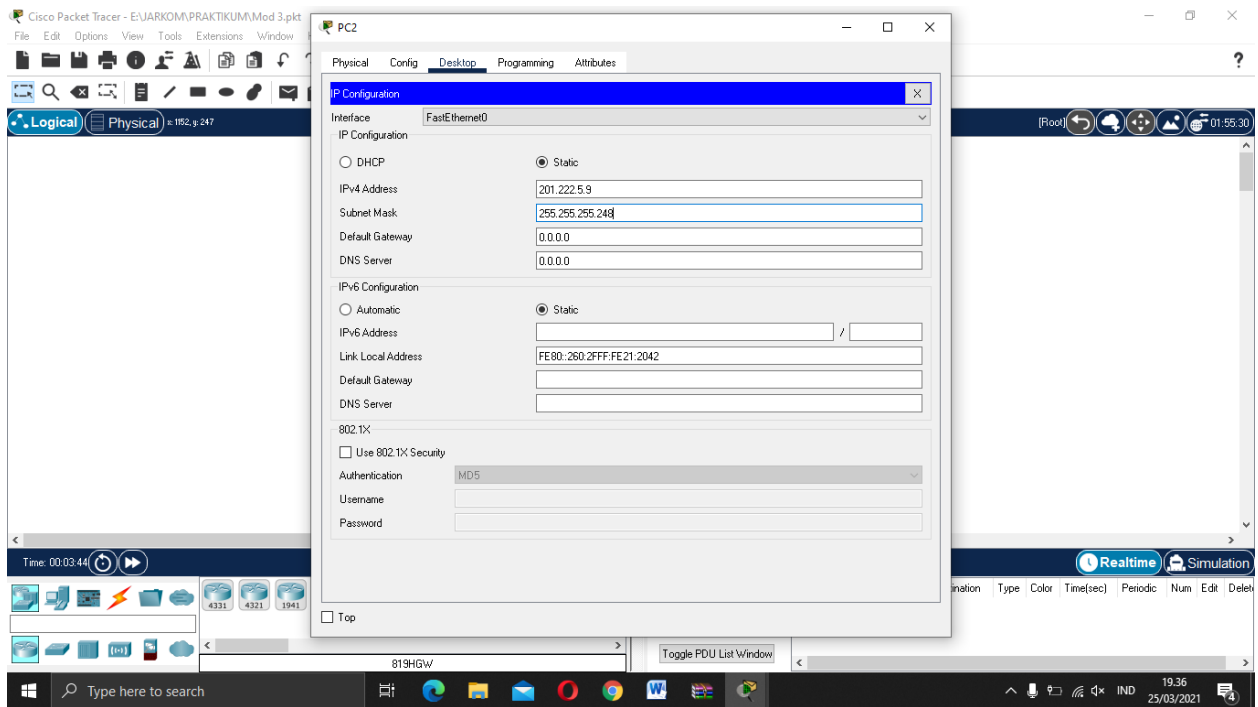 Cisco Packet Tracer - E:\JARKOM\PRAKTIKUM\Mod 3.pkt
File Edit Options View Tools Extensions Window
?
Logical Physical x: 1152, y: 247
[Root] 01:55:30
PC2
Physical Config Desktop Programming Attributes
IP Configuration X
Interface FastEthernet0
IP Configuration
DHCP Static
IPv4 Address 201.222.5.9
Subnet Mask 255.255.255.248
Default Gateway 0.0.0.0
DNS Server 0.0.0.0
IPv6 Configuration
Automatic Static
IPv6 Address /
Link Local Address FE80::260:2FFF:FE21:2042
Default Gateway
DNS Server
802.1X
Use 802.1X Security
Authentication MD5
Username
Password
Top
Time: 00:03:44
Realtime Simulation
4331 4321 1941
819HGW
ination Type Color Time(sec) Periodic Num Edit Delet
Toggle PDU List Window
Type here to search
IND
19.36
25/03/2021
4